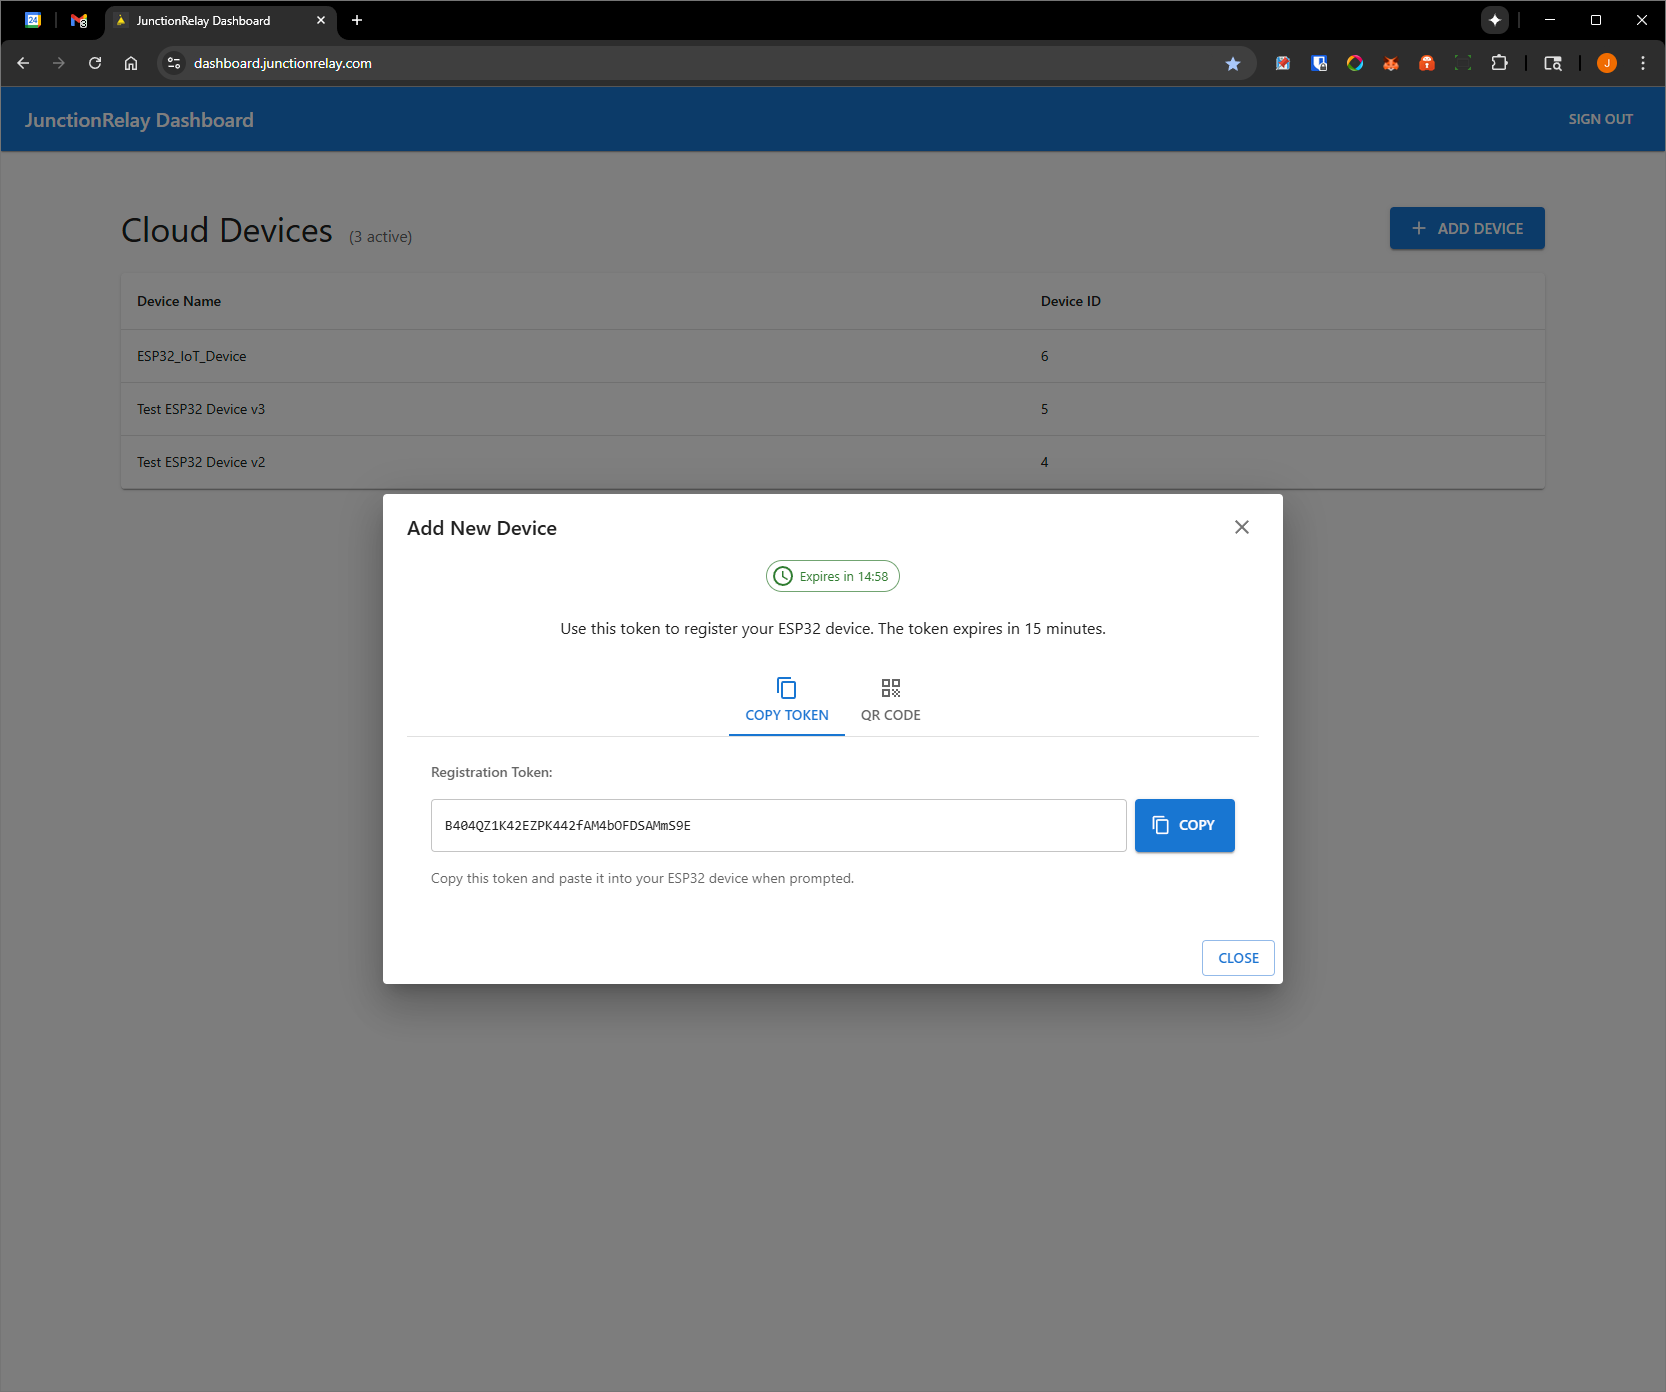 24
3
JunctionRelay Dashboard
dashboard.junctionrelay.com
J
JunctionRelay Dashboard
SIGN OUT
Cloud Devices (3 active)
ADD DEVICE
Device Name Device ID
ESP32_IoT_Device 6
Test ESP32 Device v3 5
Test ESP32 Device v2 4
Add New Device
Expires in 14:58
Use this token to register your ESP32 device. The token expires in 15 minutes.
COPY TOKEN QR CODE
Registration Token:
B404QZ1K42EZPK442fAM4bOFDSAMmS9E
COPY
Copy this token and paste it into your ESP32 device when prompted.
CLOSE